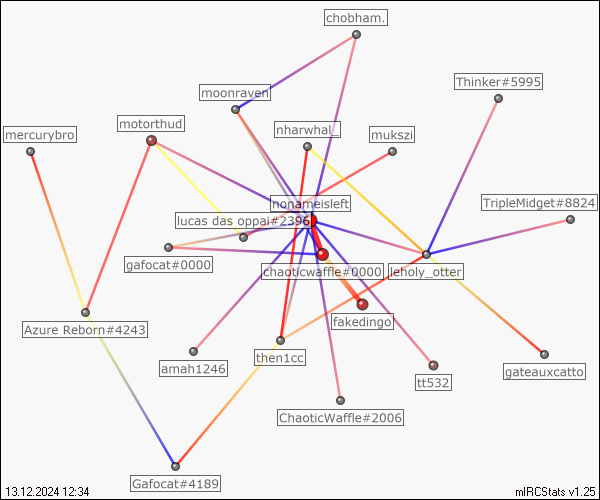 chobham.
Thinker#5995
moonraven
motorthud
nharwhal_
mukszi
mercurybro
TripleMidget#8824
nonameisleft
lucas das oppai#2396
gafocat#0000
chaoticwaffle#0000
leholy_otter
fakedingo
Azure Reborn#4243
then1cc
amah1246
gateauxcatto
tt532
ChaoticWaffle#2006
Gafocat#4189
13.12.2024 12:34
mIRCStats v1.25